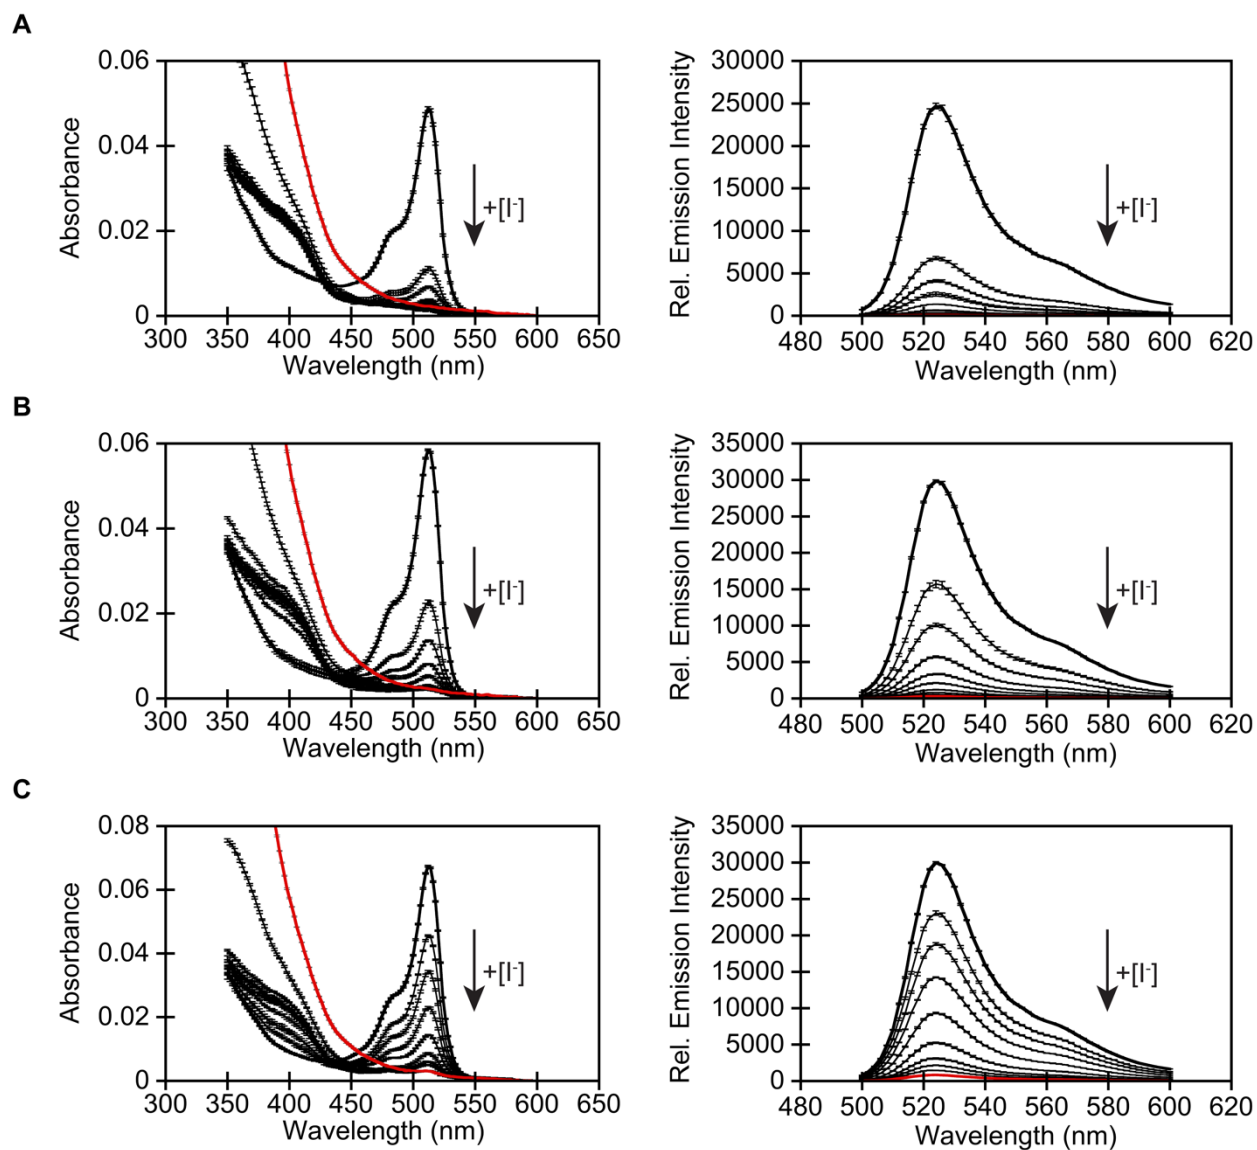 A
Absorbance
0.06
0.04
0.02
0
300 350 400 450 500 550 600 650
Wavelength (nm)
+[I-]
Rel. Emission Intensity
30000
25000
20000
15000
10000
5000
0
480 500 520 540 560 580 600 620
Wavelength (nm)
+[I-]
B
Absorbance
0.06
0.04
0.02
0
300 350 400 450 500 550 600 650
Wavelength (nm)
+[I-]
Rel. Emission Intensity
35000
30000
25000
20000
15000
10000
5000
0
480 500 520 540 560 580 600 620
Wavelength (nm)
+[I-]
C
Absorbance
0.08
0.06
0.04
0.02
0
300 350 400 450 500 550 600 650
Wavelength (nm)
+[I-]
Rel. Emission Intensity
35000
30000
25000
20000
15000
10000
5000
0
480 500 520 540 560 580 600 620
Wavelength (nm)
+[I-]